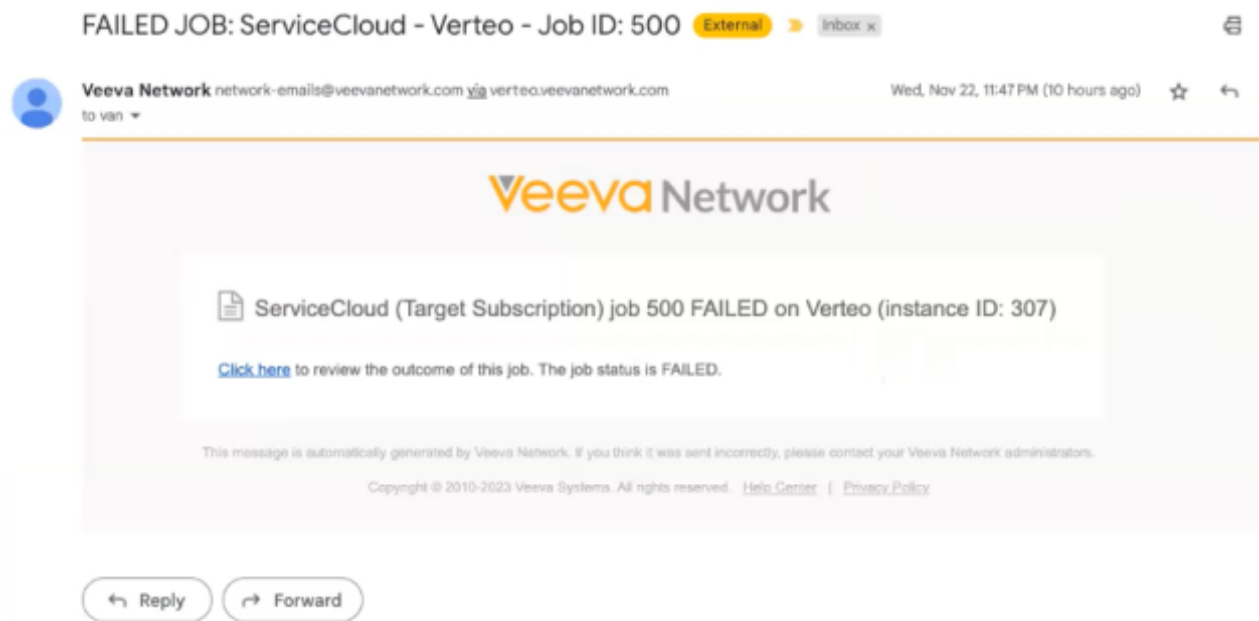 FAILED JOB: ServiceCloud - Verteo - Job ID: 500 External Inbox x
Veeva Network network-emails@veevanetwork.com via verteo.veevanetwork.com Wed, Nov 22, 11:47 PM (10 hours ago)
to van
Veeva Network
ServiceCloud (Target Subscription) job 500 FAILED on Verteo (instance ID: 307)
Click here to review the outcome of this job. The job status is FAILED.
This message is automatically generated by Veeva Network. If you think it was sent incorrectly, please contact your Veeva Network administrators.
Copyright © 2010-2023 Veeva Systems. All rights reserved. Help Center | Privacy Policy
Reply Forward